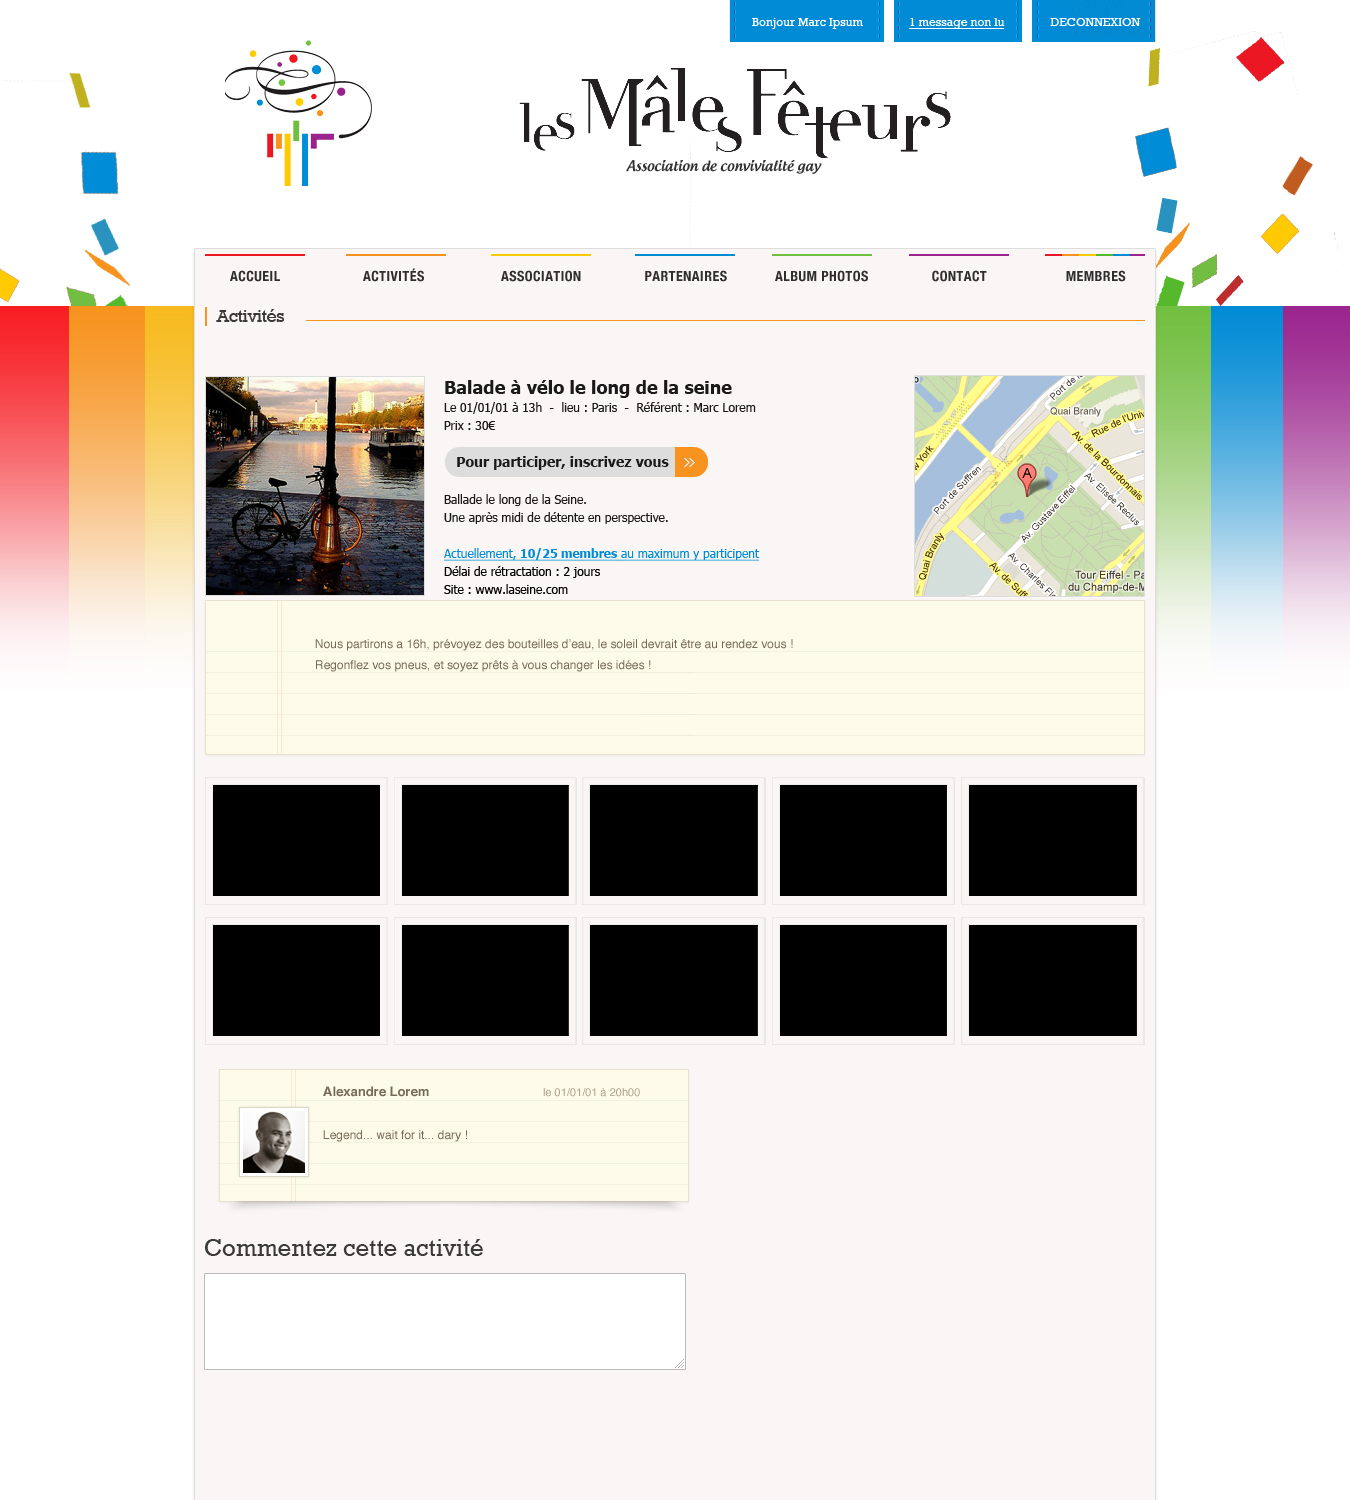 Bonjour Marc Ipsum
1 message non lu
DECONNEXION
les Mâles Fêteurs
Association de convivialité gay
ACCUEIL
ACTIVITÉS
ASSOCIATION
PARTENAIRES
ALBUM PHOTOS
CONTACT
MEMBRES
Activités
Balade à vélo le long de la seine
Le 01/01/01 à 13h - lieu : Paris - Référent : Marc Lorem
Prix : 30€
Pour participer, inscrivez vous
Ballade le long de la Seine.
Une après midi de détente en perspective.
Actuellement, 10/25 membres au maximum y participent
Délai de rétractation : 2 jours
Site : www.laseine.com
Port de la
Quai Branly
Rue de l'Univ
Av. de la Bourdonnais
York
Port de Suffren
A
Av. Elisée Reclus
Av. Gustave Eiffel
Quai Branly
Av. de Suff
Av. Charles Fl
Tour Eiffel - Pa
du Champ-de-M
Nous partirons a 16h, prévoyez des bouteilles d'eau, le soleil devrait être au rendez vous !
Regonflez vos pneus, et soyez prêts à vous changer les idées !
Alexandre Lorem
le 01/01/01 à 20h00
Legend... wait for it... dary !
Commentez cette activité